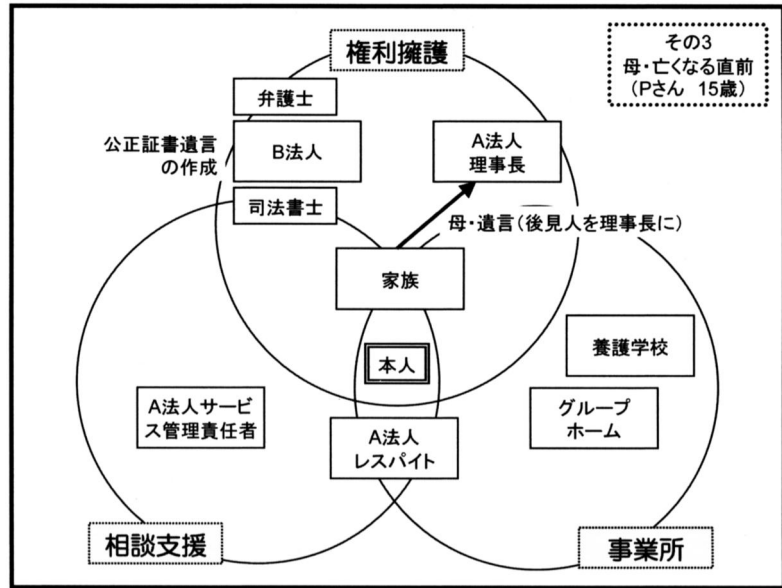 権利擁護
その3
母・亡くなる直前
(Pさん 15歳)
弁護士
公正証書遺言
の作成
B法人
A法人
理事長
司法書士
母・遺言(後見人を理事長に)
家族
養護学校
本人
A法人サービ
ス管理責任者
グループ
ホーム
A法人
レスパイト
相談支援
事業所